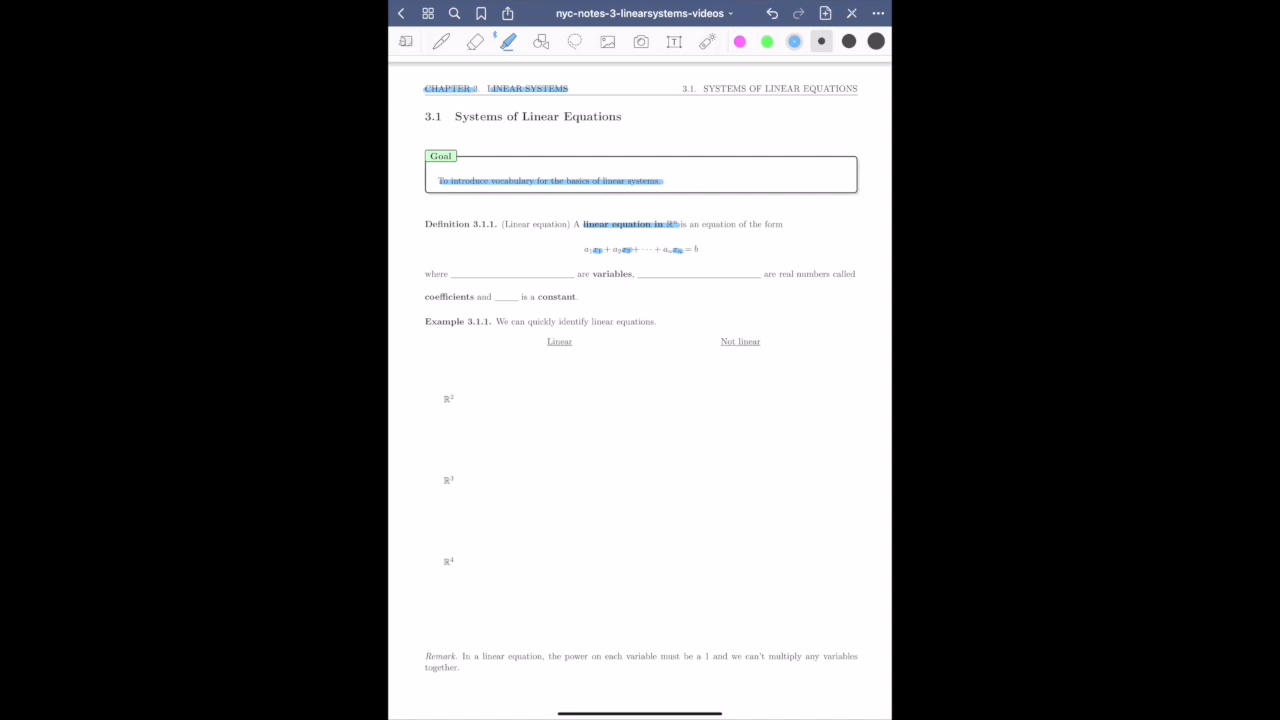 nyc-notes-3-linearsystems-videos
CHAPTER 3. LINEAR SYSTEMS 3.1. SYSTEMS OF LINEAR EQUATIONS
3.1 Systems of Linear Equations
Goal
To introduce vocabulary for the basics of linear systems.
Definition 3.1.1. (Linear equation) A linear equation in ℝⁿ is an equation of the form
a₁x₁ + a₂x₂ + ⋯ + aₙxₙ = b
where ____________ are variables, ____________ are real numbers called
coefficients and ____ is a constant.
Example 3.1.1. We can quickly identify linear equations.
Linear Not linear
ℝ²
ℝ³
ℝ⁴
Remark. In a linear equation, the power on each variable must be a 1 and we can't multiply any variables
together.